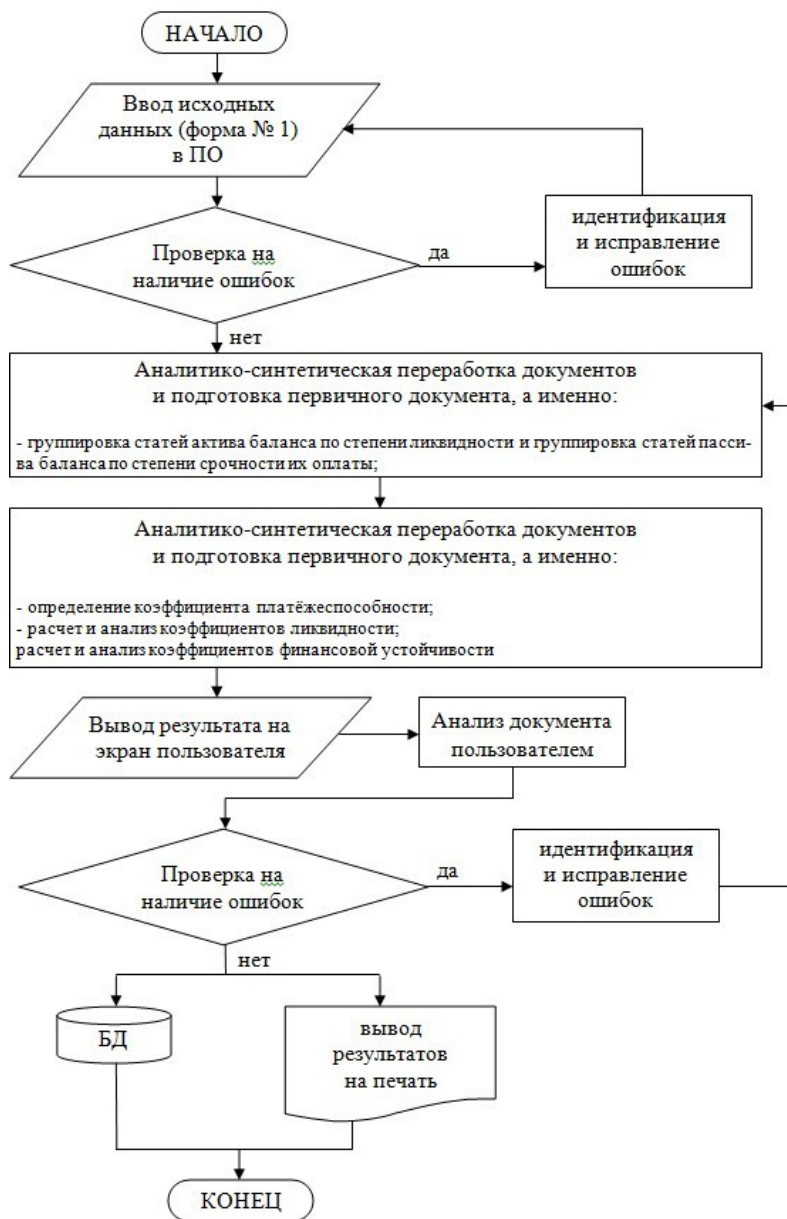 НАЧАЛО
Ввод исходных
данных (форма № 1)
в ПО
Проверка на
наличие ошибок
да
идентификация
и исправление
ошибок
нет
Аналитико-синтетическая переработка документов
и подготовка первичного документа, а именно:
- группировка статей актива баланса по степени ликвидности и группировка статей пасси-
ва баланса по степени срочности их оплаты;
Аналитико-синтетическая переработка документов
и подготовка первичного документа, а именно:
- определение коэффициента платёжеспособности;
- расчет и анализ коэффициентов ликвидности;
расчет и анализ коэффициентов финансовой устойчивости
Вывод результата на
экран пользователя
Анализ документа
пользователем
Проверка на
наличие ошибок
да
идентификация
и исправление
ошибок
нет
БД
вывод
результатов
на печать
КОНЕЦ